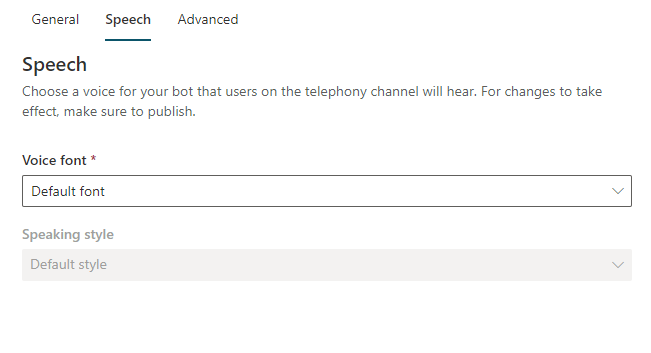 General Speech Advanced
Speech
Choose a voice for your bot that users on the telephony channel will hear. For changes to take
effect, make sure to publish.
Voice font *
Default font
Speaking style
Default style